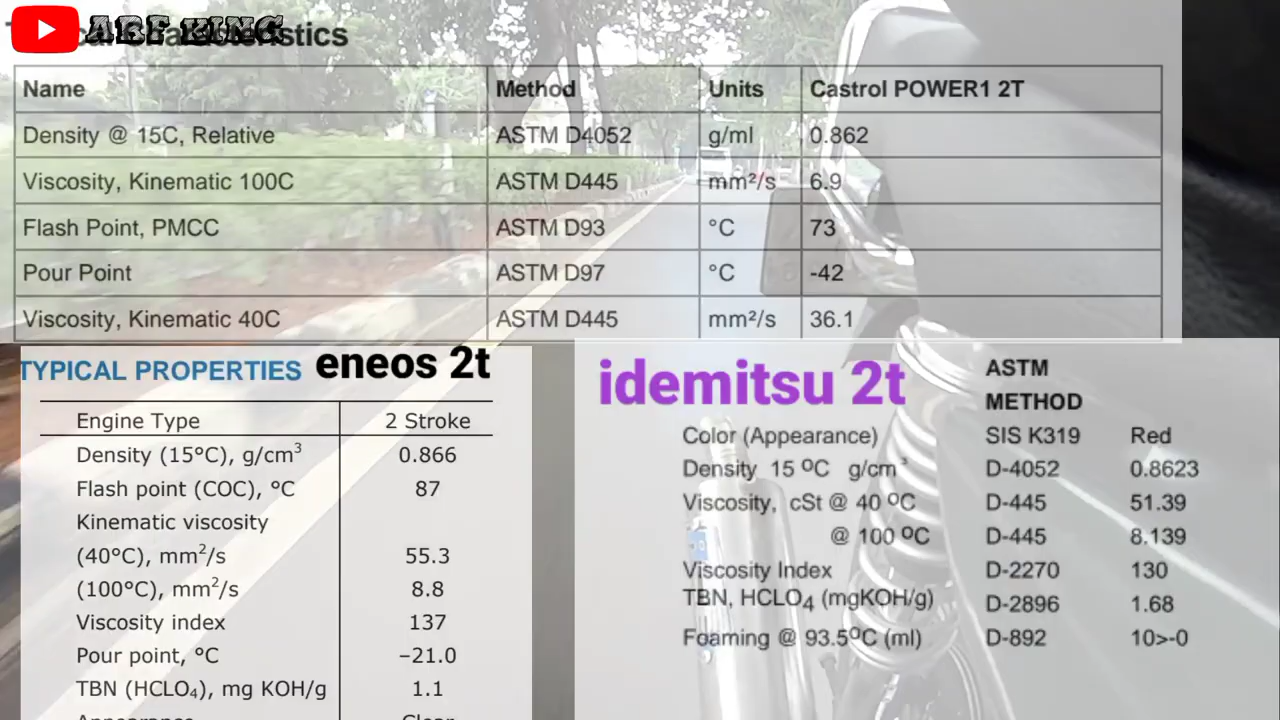 ARF KING
Characteristics
Name Method Units Castrol POWER1 2T
Density @ 15C, Relative ASTM D4052 g/ml 0.862
Viscosity, Kinematic 100C ASTM D445 mm²/s 6.9
Flash Point, PMCC ASTM D93 °C 73
Pour Point ASTM D97 °C -42
Viscosity, Kinematic 40C ASTM D445 mm²/s 36.1
TYPICAL PROPERTIES eneos 2t
Engine Type 2 Stroke
Density (15°C), g/cm³ 0.866
Flash point (COC), °C 87
Kinematic viscosity
(40°C), mm²/s 55.3
(100°C), mm²/s 8.8
Viscosity index 137
Pour point, °C –21.0
TBN (HCLO₄), mg KOH/g 1.1
Appearance Clear
idemitsu 2t
ASTM
METHOD
Color (Appearance) SIS K319 Red
Density 15 ºC g/cm³ D-4052 0.8623
Viscosity, cSt @ 40 ºC D-445 51.39
@ 100 ºC D-445 8.139
Viscosity Index D-2270 130
TBN, HCLO₄ (mgKOH/g) D-2896 1.68
Foaming @ 93.5ºC (ml) D-892 10>-0